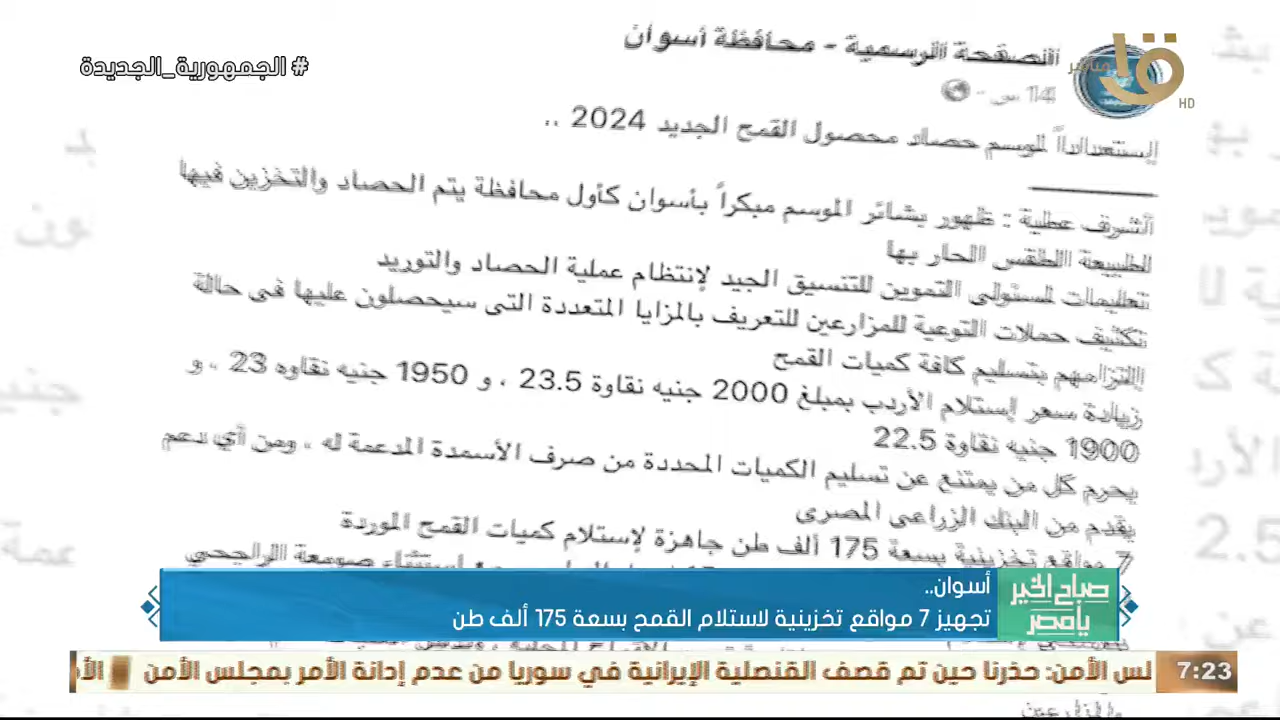 # الجمهورية_الجديدة
مباشر
HD
الصفحة الرسمية - محافظة أسوان
14 س
إستعداداً لموسم حصاد محصول القمح الجديد 2024 ..
أشرف عطية : ظهور بشائر الموسم مبكراً بأسوان كأول محافظة يتم الحصاد والتخزين فيها
لطبيعة الطقس الحار بها
تعليمات لمسئولى التموين للتنسيق الجيد لإنتظام عملية الحصاد والتوريد
تكثيف حملات التوعية للمزارعين للتعريف بالمزايا المتعددة التى سيحصلون عليها فى حالة
إلتزامهم بتسليم كافة كميات القمح
زيادة سعر إستلام الأردب بمبلغ 2000 جنيه نقاوة 23.5 ، و 1950 جنيه نقاوه 23 ، و
1900 جنيه نقاوة 22.5
يحرم كل من يمتنع عن تسليم الكميات المحددة من صرف الأسمدة المدعمة له ، ومن أي دعم
يقدم من البنك الزراعى المصرى
7 مواقع تخزينية بسعة 175 ألف طن جاهزة لإستلام كميات القمح الموردة
إستثناء صومعة الراجحي
صباح الخير يا مصر
أسوان..
تجهيز 7 مواقع تخزينية لاستلام القمح بسعة 175 ألف طن
7:23
لس الأمن: حذرنا حين تم قصف القنصلية الإيرانية في سوريا من عدم إدانة الأمر بمجلس الأمن